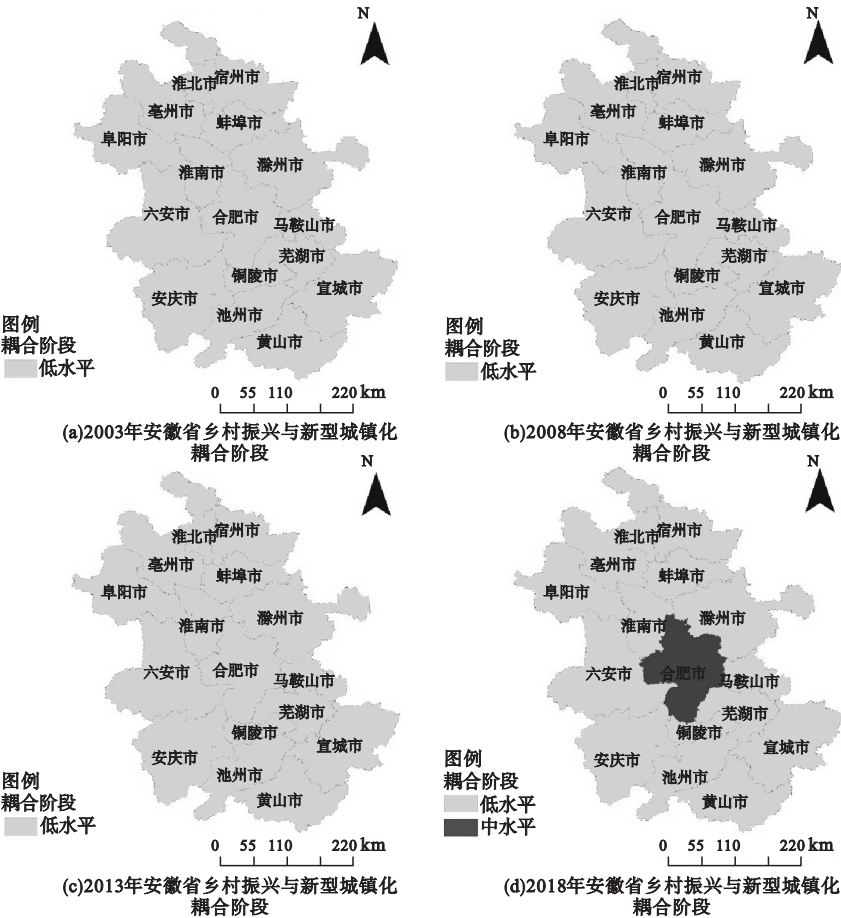 N
淮北市
宿州市
亳州市
蚌埠市
阜阳市
淮南市
滁州市
六安市
合肥市
马鞍山市
芜湖市
铜陵市
安庆市
宣城市
池州市
黄山市
图例
耦合阶段
低水平
0 55 110 220 km
(a)2003年安徽省乡村振兴与新型城镇化
耦合阶段
N
淮北市
宿州市
亳州市
蚌埠市
阜阳市
淮南市
滁州市
六安市
合肥市
马鞍山市
芜湖市
铜陵市
安庆市
宣城市
池州市
黄山市
图例
耦合阶段
低水平
0 55 110 220 km
(b)2008年安徽省乡村振兴与新型城镇化
耦合阶段
N
淮北市
宿州市
亳州市
蚌埠市
阜阳市
淮南市
滁州市
六安市
合肥市
马鞍山市
芜湖市
铜陵市
安庆市
宣城市
池州市
黄山市
图例
耦合阶段
低水平
0 55 110 220 km
(c)2013年安徽省乡村振兴与新型城镇化
耦合阶段
N
淮北市
宿州市
亳州市
蚌埠市
阜阳市
淮南市
滁州市
六安市
合肥市
马鞍山市
芜湖市
铜陵市
安庆市
宣城市
池州市
黄山市
图例
耦合阶段
低水平
中水平
0 55 110 220 km
(d)2018年安徽省乡村振兴与新型城镇化
耦合阶段